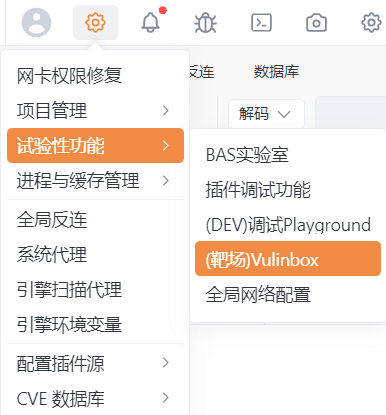 反连
数据库
解码
网卡权限修复
项目管理
试验性功能
进程与缓存管理
全局反连
系统代理
引擎扫描代理
引擎环境变量
配置插件源
CVE 数据库
BAS实验室
插件调试功能
(DEV)调试Playground
(靶场)Vulinbox
全局网络配置